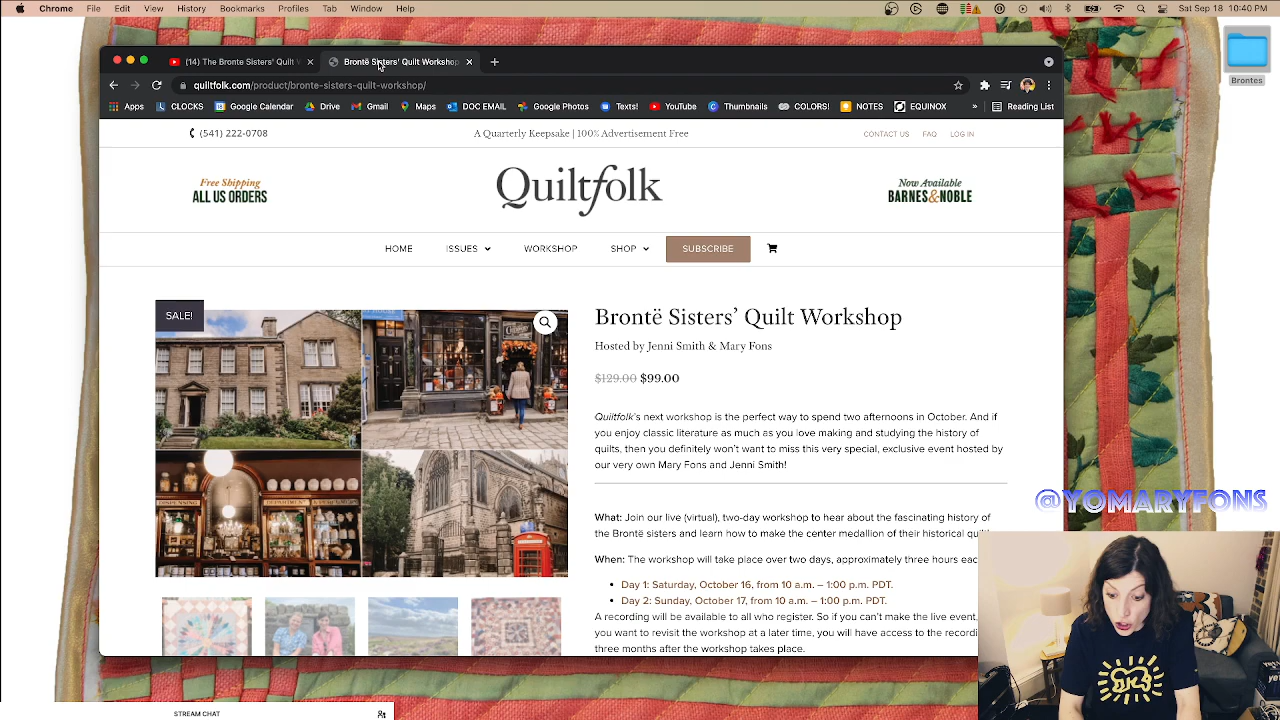 Chrome File Edit View History Bookmarks Profiles Tab Window Help
Sat Sep 18 10:40 PM
Brontes
(14) The Bronte Sisters' Quilt
Brontë Sisters' Quilt Workshop
quiltfolk.com/product/bronte-sisters-quilt-workshop/
Apps CLOCKS Google Calendar Drive Gmail Maps DOC EMAIL Google Photos Texts! YouTube Thumbnails COLORS! NOTES EQUINOX » Reading List
(541) 222-0708
A Quarterly Keepsake | 100% Advertisement Free
CONTACT US FAQ LOG IN
Free Shipping
ALL US ORDERS
Quiltfolk
Now Available
BARNES&NOBLE
HOME ISSUES WORKSHOP SHOP SUBSCRIBE
SALE!
Brontë Sisters' Quilt Workshop
Hosted by Jenni Smith & Mary Fons
$129.00 $99.00
Quiltfolk's next workshop is the perfect way to spend two afternoons in October. And if
you enjoy classic literature as much as you love making and studying the history of
quilts, then you definitely won't want to miss this very special, exclusive event hosted by
our very own Mary Fons and Jenni Smith!
What: Join our live (virtual), two-day workshop to hear about the fascinating history of
the Brontë sisters and learn how to make the center medallion of their historical
When: The workshop will take place over two days, approximately three hours
• Day 1: Saturday, October 16, from 10 a.m. – 1:00 p.m. PDT.
• Day 2: Sunday, October 17, from 10 a.m. – 1:00 p.m. PDT.
A recording will be available to all who register. So if you can't make the live event,
you want to revisit the workshop at a later time, you will have access to the
three months after the workshop takes place.
@YOMARYFONS
STREAM CHAT